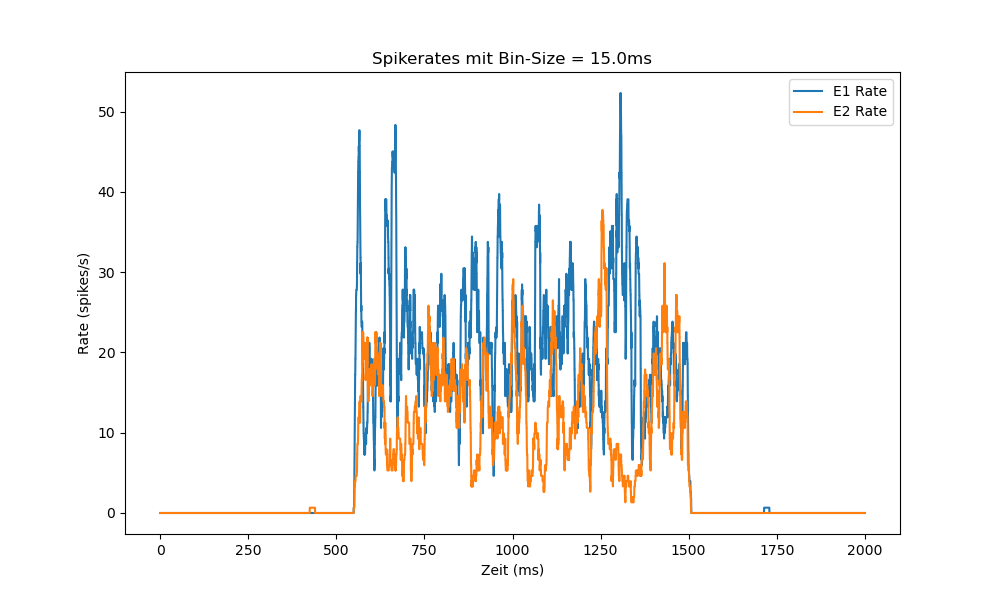 Spikerates mit Bin-Size = 15.0ms
E1 Rate
E2 Rate
Rate (spikes/s)
50
40
30
20
10
0
0 250 500 750 1000 1250 1500 1750 2000
Zeit (ms)